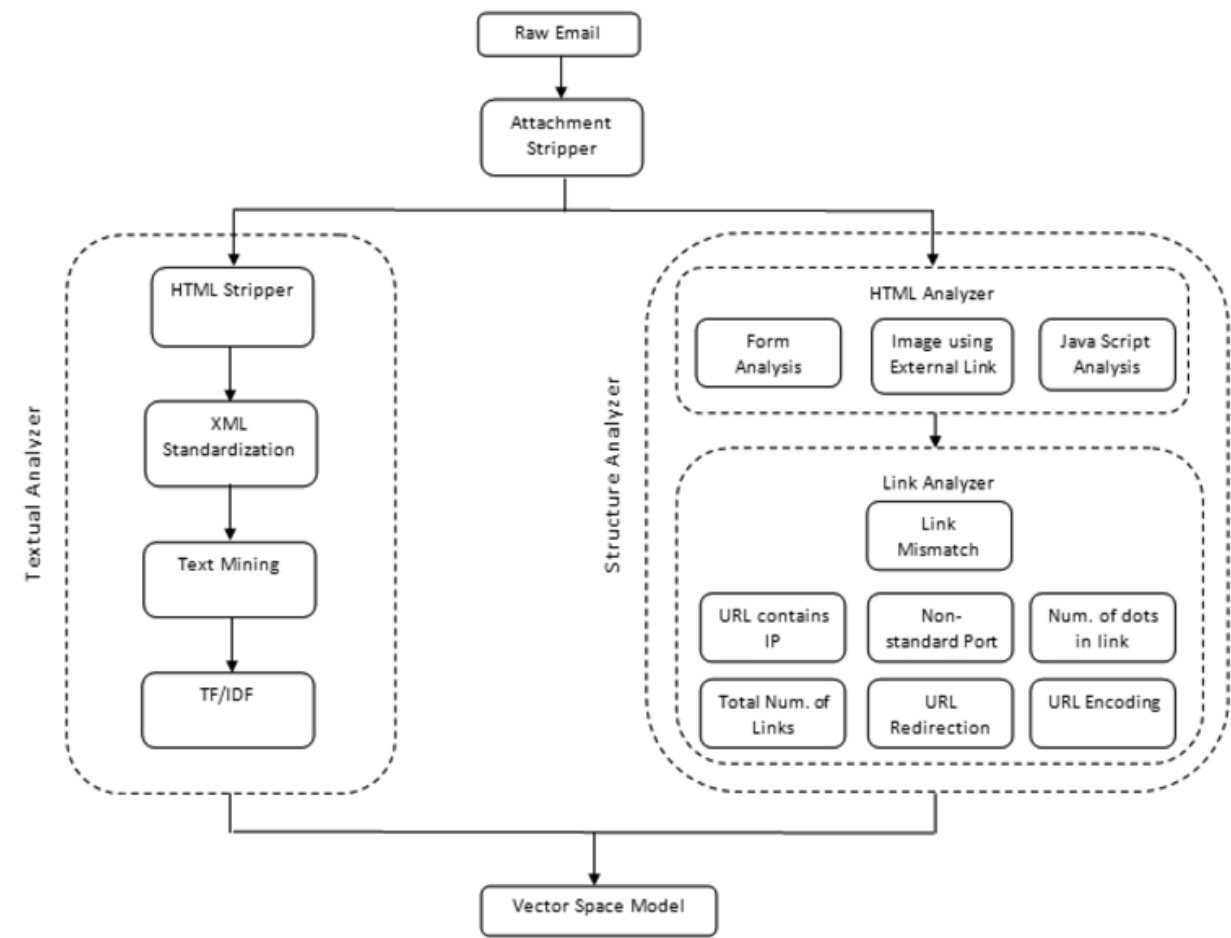 Raw Email
Attachment
Stripper
Textual Analyzer
HTML Stripper
XML
Standardization
Text Mining
TF/IDF
Structure Analyzer
HTML Analyzer
Form
Analysis
Image using
External Link
Java Script
Analysis
Link Analyzer
Link
Mismatch
URL contains
IP
Non-
standard Port
Num. of dots
in link
Total Num. of
Links
URL
Redirection
URL Encoding
Vector Space Model